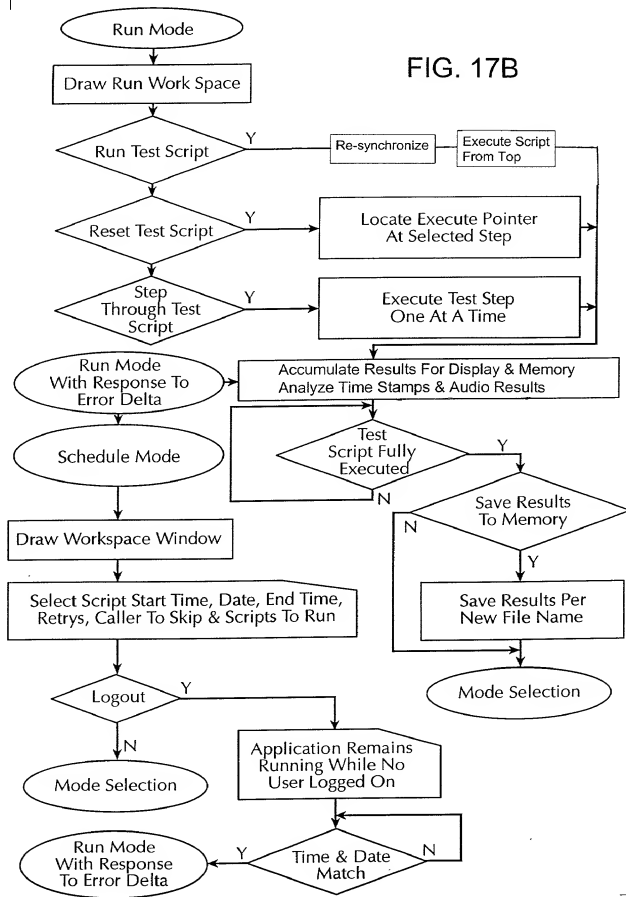 Run Mode
FIG. 17B
Draw Run Work Space
Run Test Script
Y
Re-synchronize
Execute Script
From Top
Reset Test Script
Y
Locate Execute Pointer
At Selected Step
Step
Through Test
Script
Y
Execute Test Step
One At A Time
Run Mode
With Response To
Error Delta
Accumulate Results For Display & Memory
Analyze Time Stamps & Audio Results
Test
Script Fully
Executed
Y
N
Schedule Mode
Save Results
To Memory
N
Y
Draw Workspace Window
Select Script Start Time, Date, End Time,
Retrys, Caller To Skip & Scripts To Run
Save Results Per
New File Name
Mode Selection
Logout
Y
N
Application Remains
Running While No
User Logged On
Mode Selection
Time & Date
Match
N
Y
Run Mode
With Response
To Error Delta